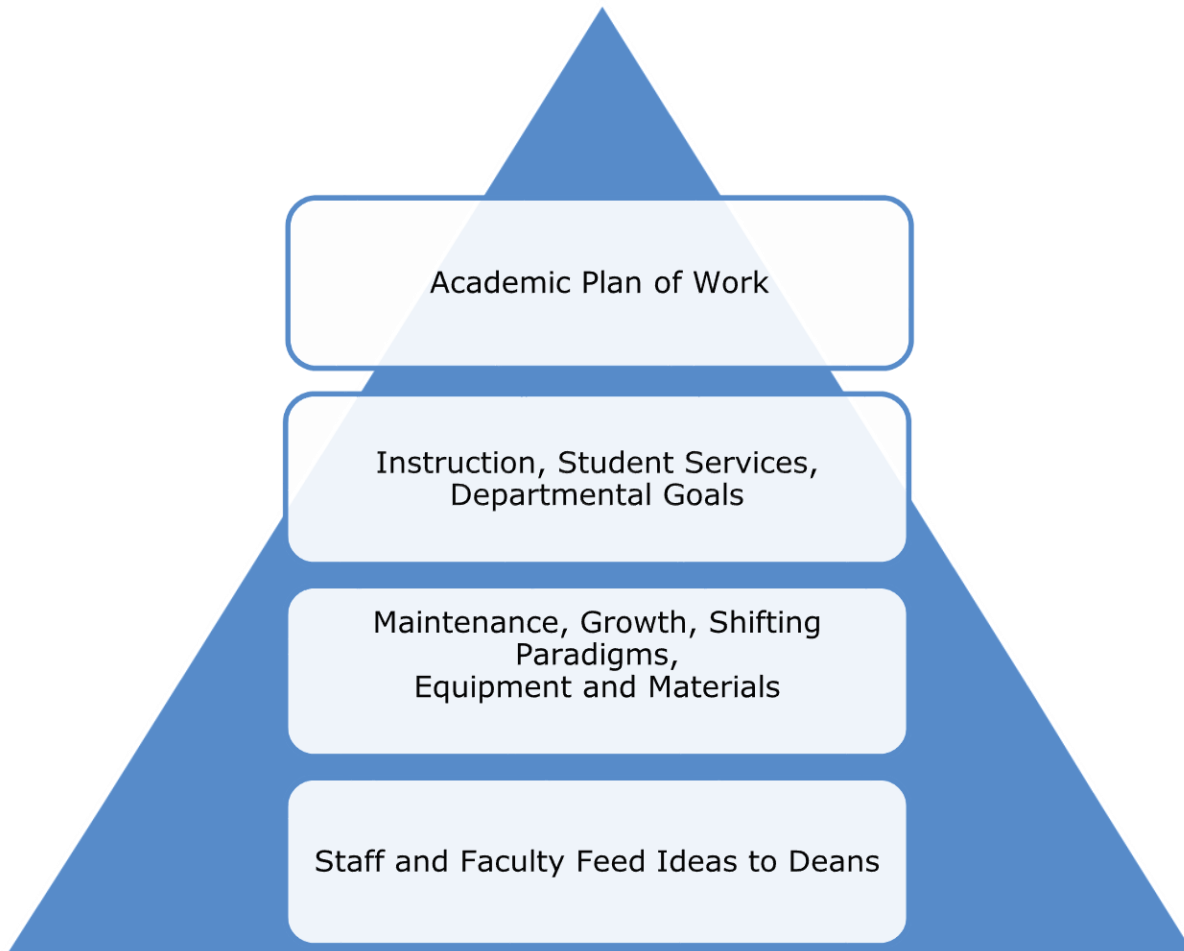 Academic Plan of Work
Instruction, Student Services,
Departmental Goals
Maintenance, Growth, Shifting
Paradigms,
Equipment and Materials
Staff and Faculty Feed Ideas to Deans